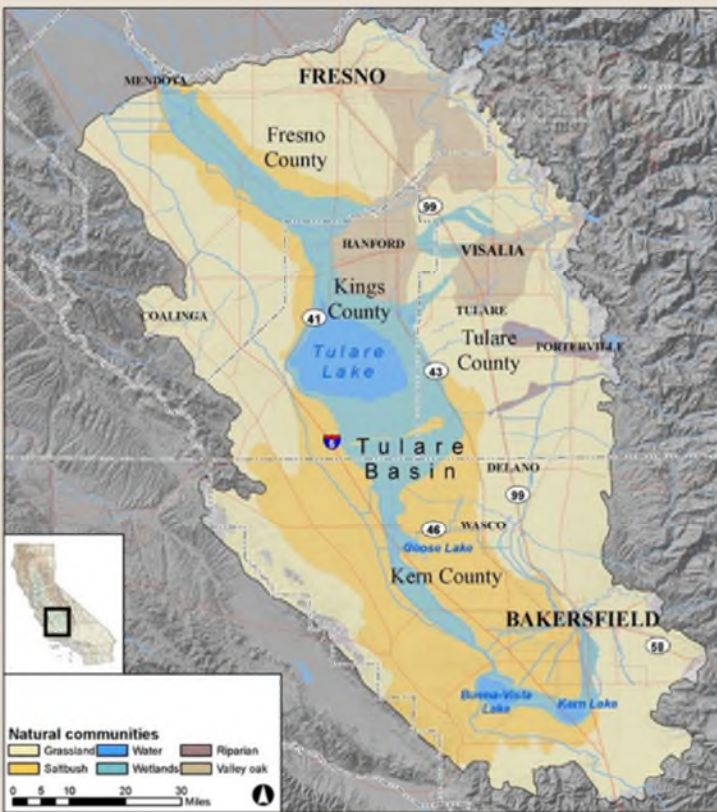 MENDOTA
FRESNO
Fresno
County
99
HANFORD
VISALIA
Kings
County
COALINGA
41
TULARE
Tulare
Lake
Tulare
County
PORTERVILLE
43
5
Tulare
Basin
DELANO
99
46
WASCO
Goose Lake
Kern County
BAKERSFIELD
58
Buena-Vista
Lake
Kern Lake
Natural communities
Grassland
Water
Riparian
Saltbush
Wetlands
Valley oak
0 5 10 20 30
Miles